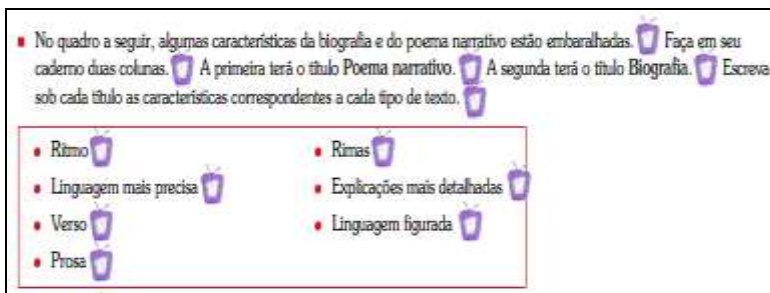 • No quadro a seguir, algumas características da biografia e do poema narrativo estão embaralhadas. Faça em seu
caderno duas colunas. A primeira terá o título Poema narrativo. A segunda terá o título Biografia. Escreva
sob cada título as características correspondentes a cada tipo de texto.
• Ritmo
• Linguagem mais precisa
• Verso
• Prosa
• Rimas
• Explicações mais detalhadas
• Linguagem figurada